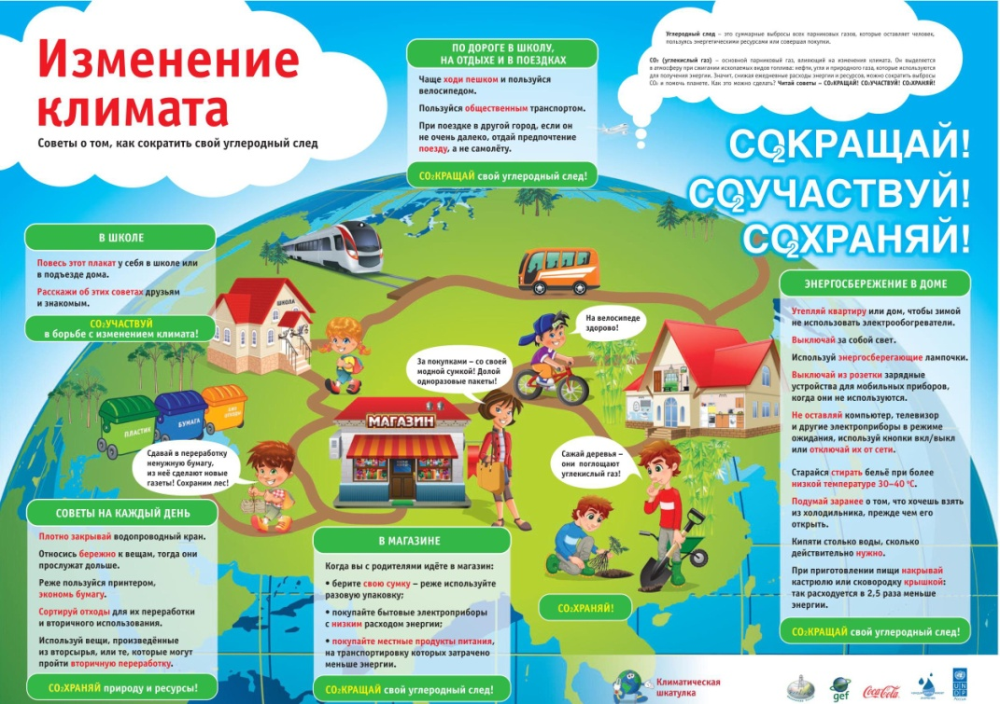 Изменение
климата
Советы о том, как сократить свой углеродный след
ПО ДОРОГЕ В ШКОЛУ,
НА ОТДЫХЕ И В ПОЕЗДКАХ
Чаще ходи пешком и пользуйся
велосипедом.
Пользуйся общественным транспортом.
При поездке в другой город, если он
не очень далеко, отдай предпочтение
поезду, а не самолёту.
CO₂КРАЩАЙ свой углеродный след!
Углеродный след – это суммарные выбросы всех парниковых газов, которые оставляет человек,
пользуясь энергетическими ресурсами или совершая покупки.
CO₂ (углекислый газ) – основной парниковый газ, влияющий на изменения климата. Он выделяется
в атмосферу при сжигании ископаемых видов топлива: нефти, угля и природного газа, которые используются
для получения энергии. Значит, снижая ежедневные расходы энергии и ресурсов, можно сократить выбросы
CO₂ и помочь планете. Как это можно сделать? Читай советы – CO₂КРАЩАЙ! CO₂УЧАСТВУЙ! CO₂ХРАНЯЙ!
CO₂КРАЩАЙ!
CO₂УЧАСТВУЙ!
CO₂ХРАНЯЙ!
В ШКОЛЕ
Повесь этот плакат у себя в школе или
в подъезде дома.
Расскажи об этих советах друзьям
и знакомым.
CO₂УЧАСТВУЙ
в борьбе с изменением климата!
ШКОЛА
На велосипеде
здорово!
За покупками – со своей
модной сумкой! Долой
одноразовые пакеты!
МАГАЗИН
ПЛАСТИК
БУМАГА
Сдавай в переработку
ненужную бумагу,
из неё сделают новые
газеты! Сохраним лес!
Сажай деревья –
они поглощают
углекислый газ!
CO₂ХРАНЯЙ!
ЭНЕРГОСБЕРЕЖЕНИЕ В ДОМЕ
Утепляй квартиру или дом, чтобы зимой
не использовать электрообогреватели.
Выключай за собой свет.
Используй энергосберегающие лампочки.
Выключай из розетки зарядные
устройства для мобильных приборов,
когда они не используются.
Не оставляй компьютер, телевизор
и другие электроприборы в режиме
ожидания, используй кнопки вкл/выкл
или отключай их от сети.
Старайся стирать бельё при более
низкой температуре 30–40 °C.
Подумай заранее о том, что хочешь взять
из холодильника, прежде чем его
открыть.
Кипяти столько воды, сколько
действительно нужно.
При приготовлении пищи накрывай
кастрюлю или сковородку крышкой:
так расходуется в 2,5 раза меньше
энергии.
CO₂КРАЩАЙ свой углеродный след!
СОВЕТЫ НА КАЖДЫЙ ДЕНЬ
Плотно закрывай водопроводный кран.
Относись бережно к вещам, тогда они
прослужат дольше.
Реже пользуйся принтером,
экономь бумагу.
Сортируй отходы для их переработки
и вторичного использования.
Используй вещи, произведённые
из вторсырья, или те, которые могут
пройти вторичную переработку.
CO₂ХРАНЯЙ природу и ресурсы!
В МАГАЗИНЕ
Когда вы с родителями идёте в магазин:
• берите свою сумку – реже используйте
разовую упаковку;
• покупайте бытовые электроприборы
с низким расходом энергии;
• покупайте местные продукты питания,
на транспортировку которых затрачено
меньше энергии.
CO₂КРАЩАЙ свой углеродный след!
Климатическая
шкатулка
gef
Coca-Cola
U N
D P